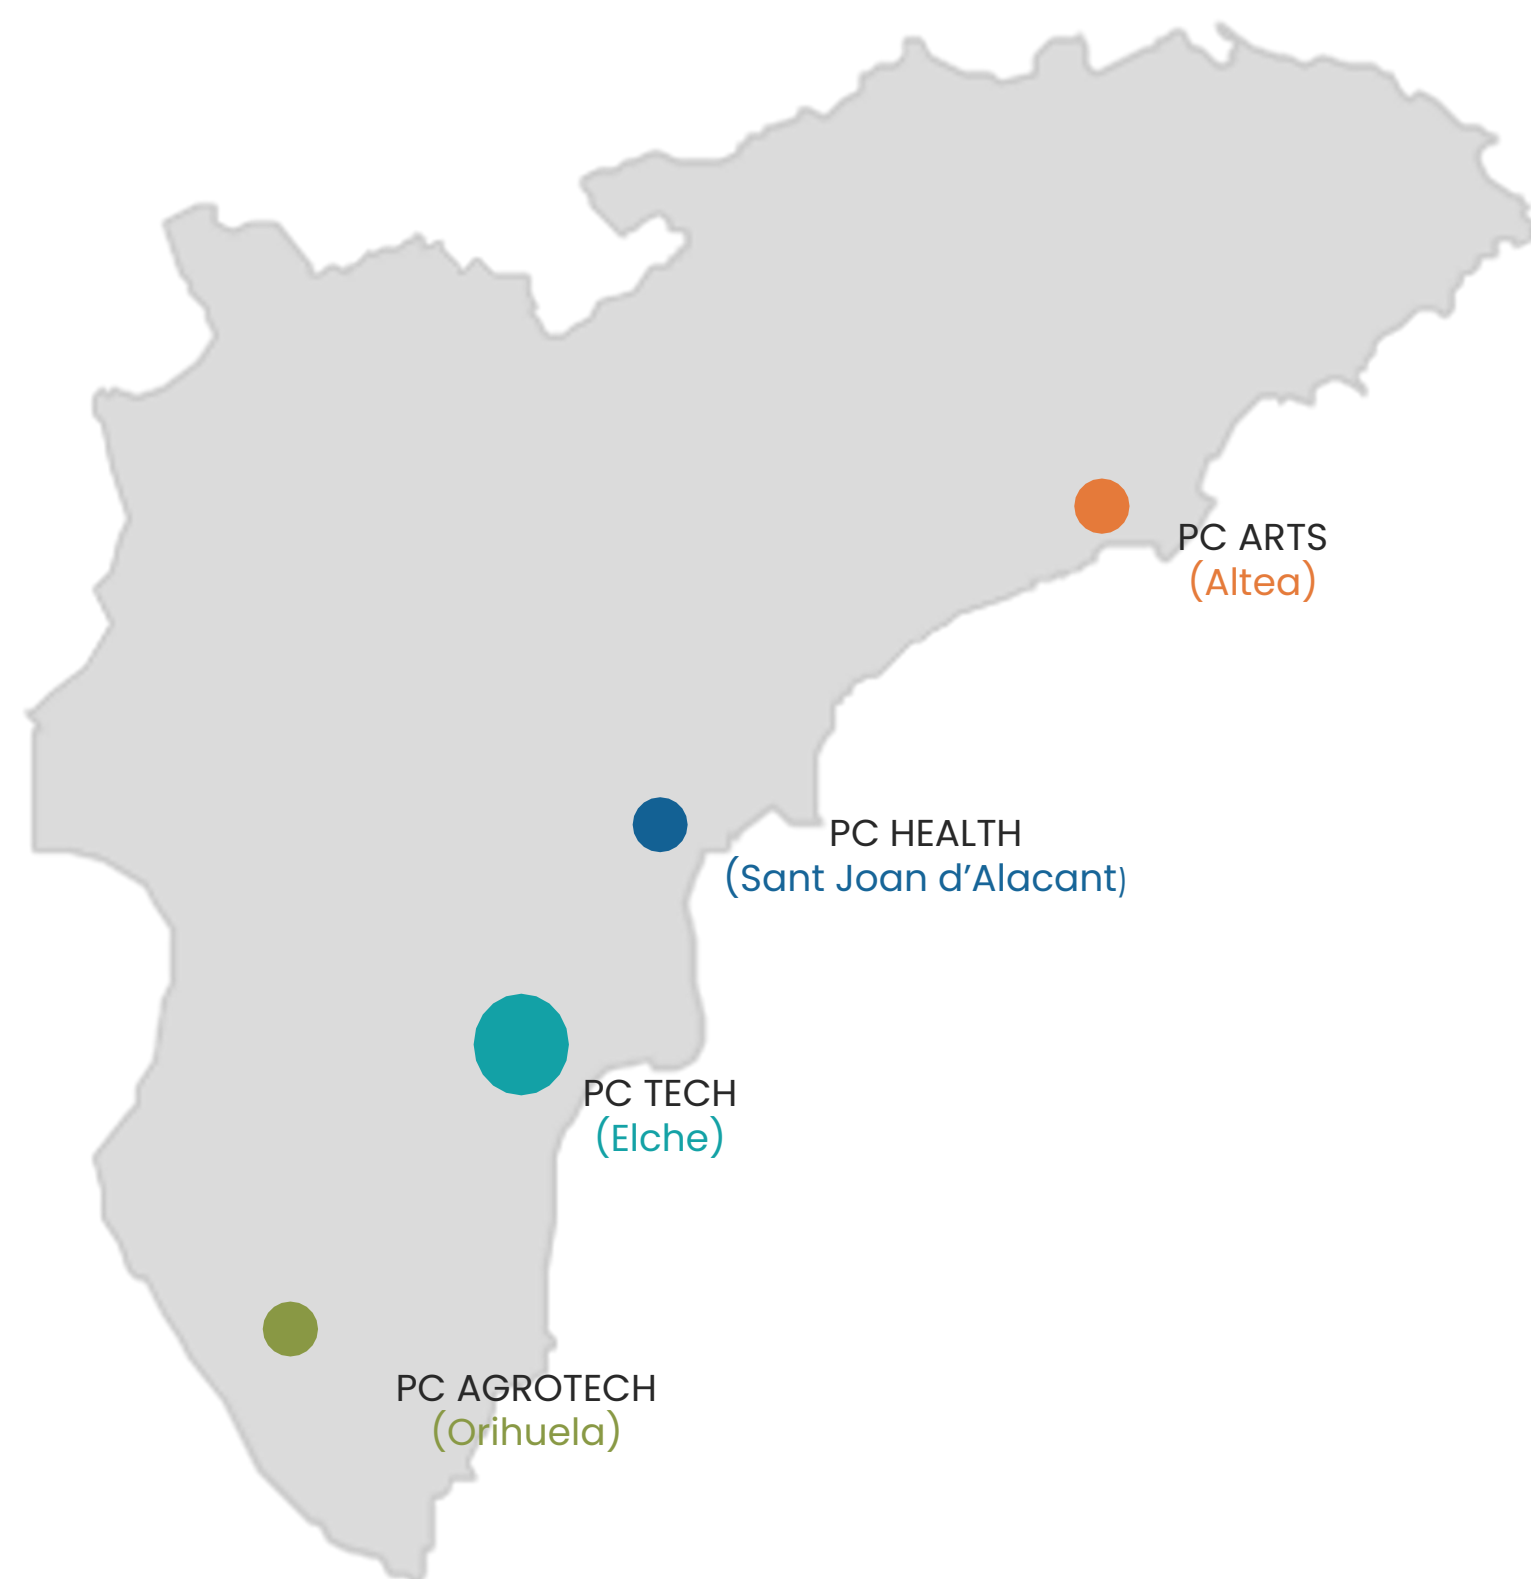 PC ARTS
(Altea)
PC HEALTH
(Sant Joan d’Alacant)
PC TECH
(Elche)
PC AGROTECH
(Orihuela)